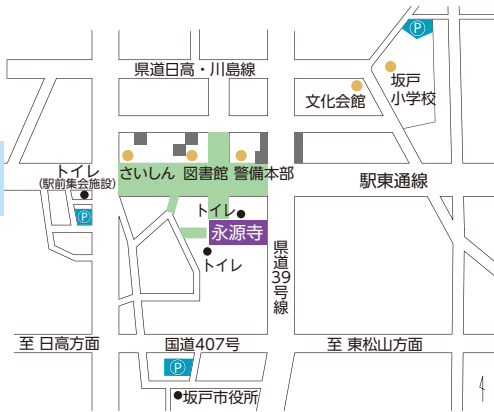 P
県道日高・川島線
坂戸
小学校
文化会館
トイレ
(駅前集会施設)
さいしん
図書館
警備本部
駅東通線
P
トイレ
永源寺
トイレ
県道39号線
至 日高方面
国道407号
至 東松山方面
P
坂戸市役所